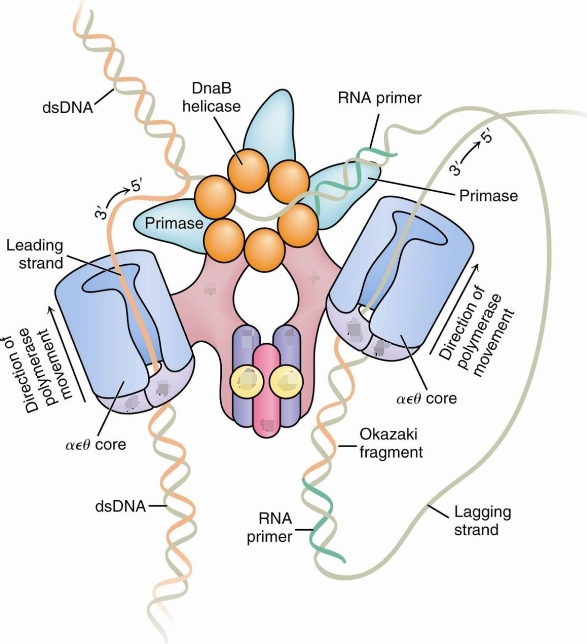 DnaB
helicase
RNA primer
dsDNA
3′
5′
3′
5′
Primase
Primase
Leading
strand
Direction of
polymerase
movement
Direction of
polymerase
movement
αϵθ core
αϵθ core
Okazaki
fragment
dsDNA
RNA
primer
Lagging
strand